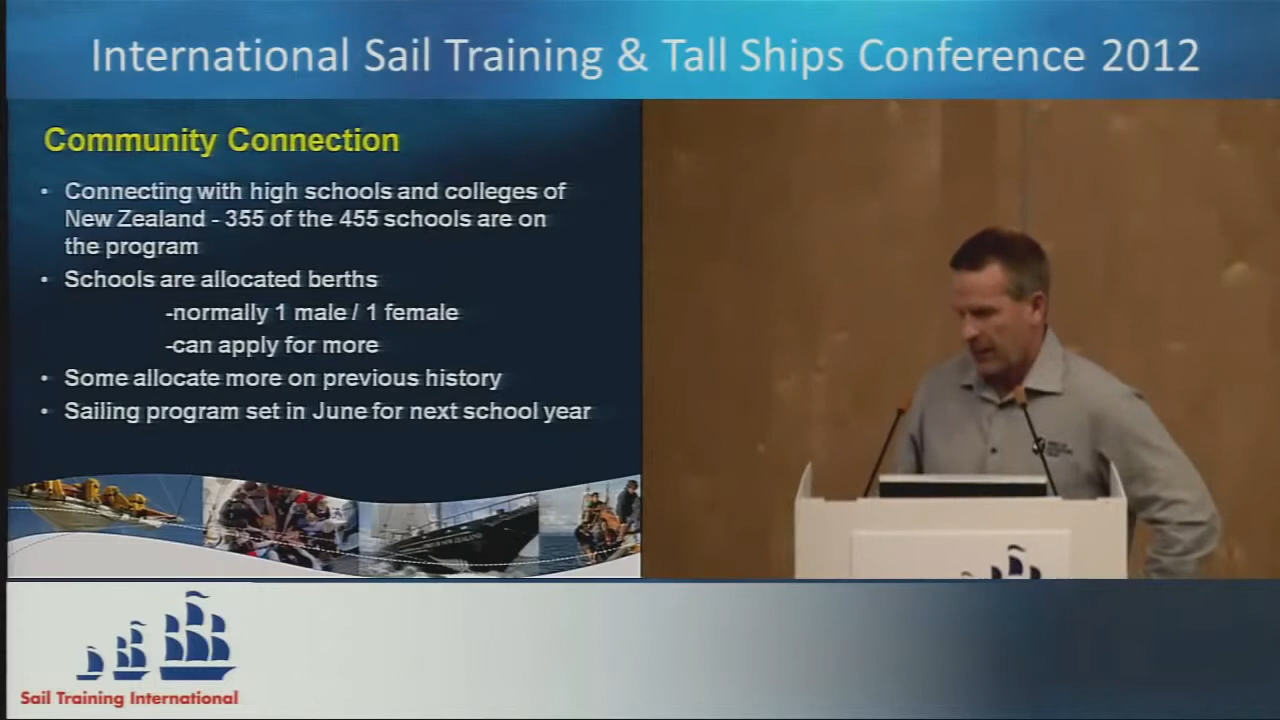 International Sail Training & Tall Ships Conference 2012
Community Connection
• Connecting with high schools and colleges of
New Zealand - 355 of the 455 schools are on
the program
• Schools are allocated berths
-normally 1 male / 1 female
-can apply for more
• Some allocate more on previous history
• Sailing program set in June for next school year
Sail Training International